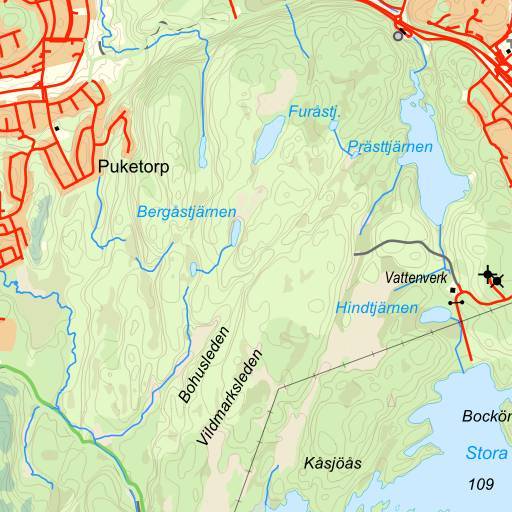 Furåstj.
Prästtjärnen
Puketorp
Bergåstjärnen
Vattenverk
Hindtjärnen
Bohusleden
Vildmarksleden
Bockör
Stora
Kåsjöås
109